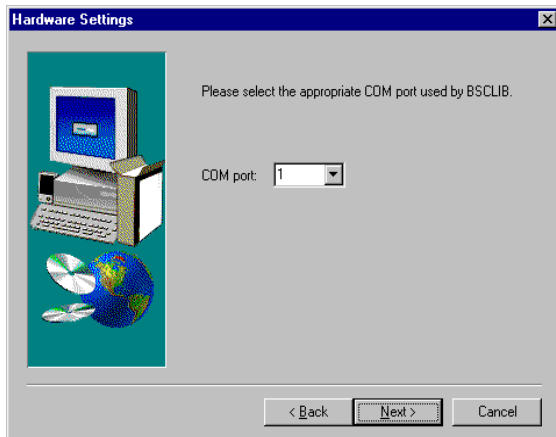 Hardware Settings
Please select the appropriate COM port used by BSCLIB.
COM port: 1
< Back Next > Cancel